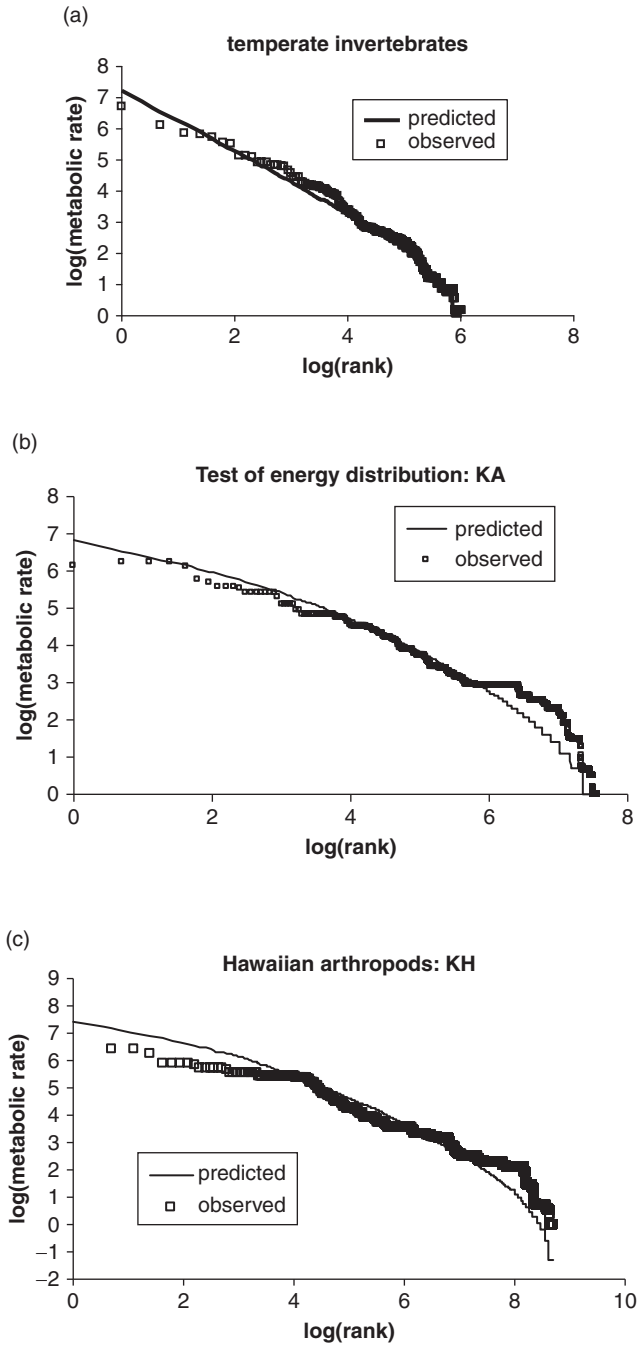 (a)
temperate invertebrates
8
7
6
5
4
3
2
1
0
log(metabolic rate)
predicted
observed
0
2
4
6
8
log(rank)
(b)
Test of energy distribution: KA
8
7
6
5
4
3
2
1
0
log(metabolic rate)
predicted
observed
0
2
4
6
8
log(rank)
(c)
Hawaiian arthropods: KH
9
8
7
6
5
4
3
2
1
0
−1
−2
log(metabolic rate)
predicted
observed
0
2
4
6
8
10
log(rank)